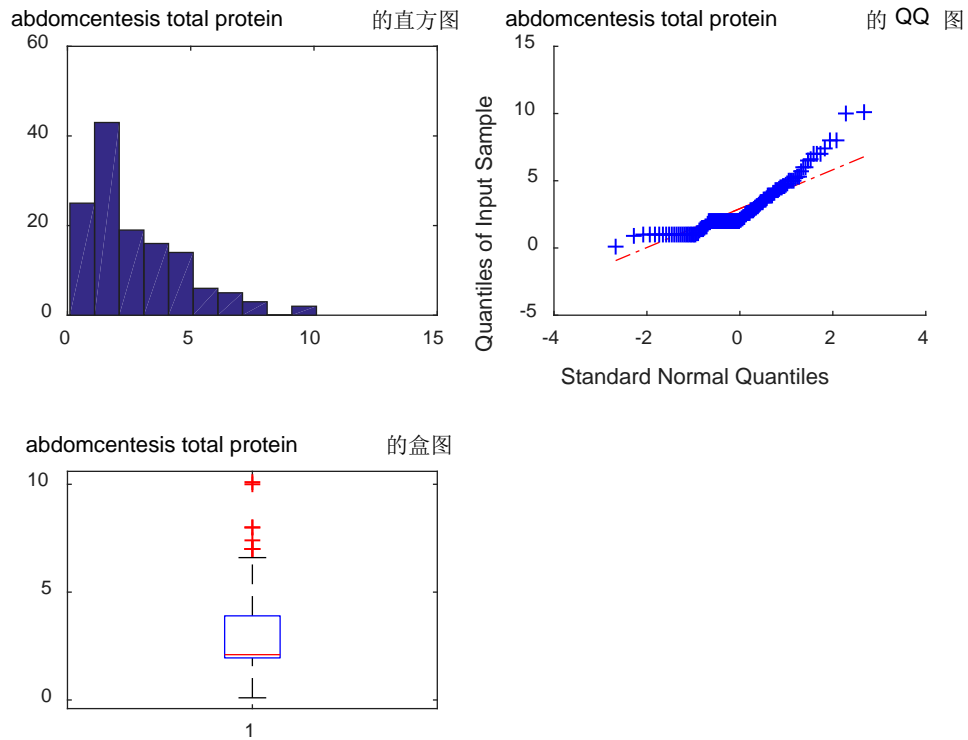 abdomcentesis total protein 的直方图
60
40
20
0
0 5 10 15
abdomcentesis total protein 的 QQ 图
Quantiles of Input Sample
15
10
5
0
-5
-4 -2 0 2 4
Standard Normal Quantiles
abdomcentesis total protein 的盒图
10
5
0
1